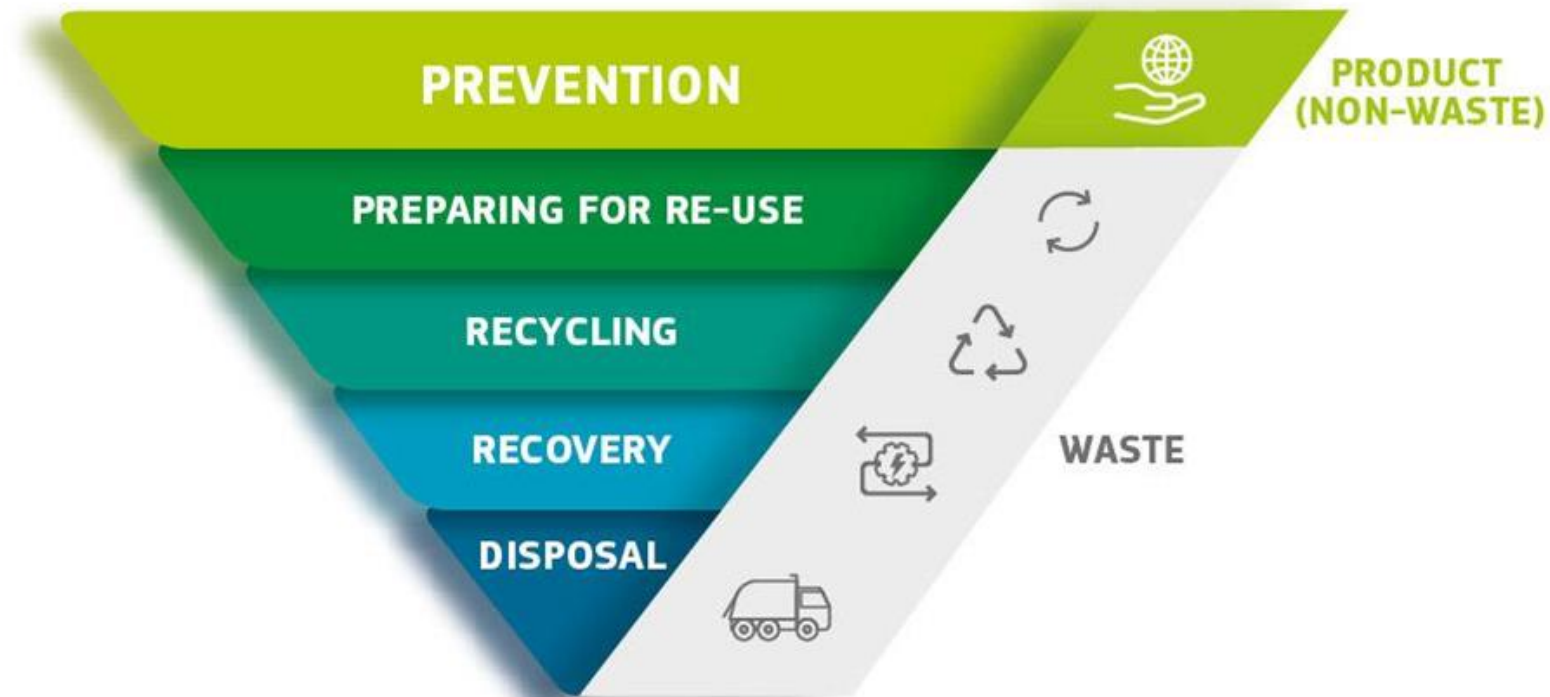 PREVENTION
PRODUCT
(NON-WASTE)
PREPARING FOR RE-USE
RECYCLING
RECOVERY
WASTE
DISPOSAL